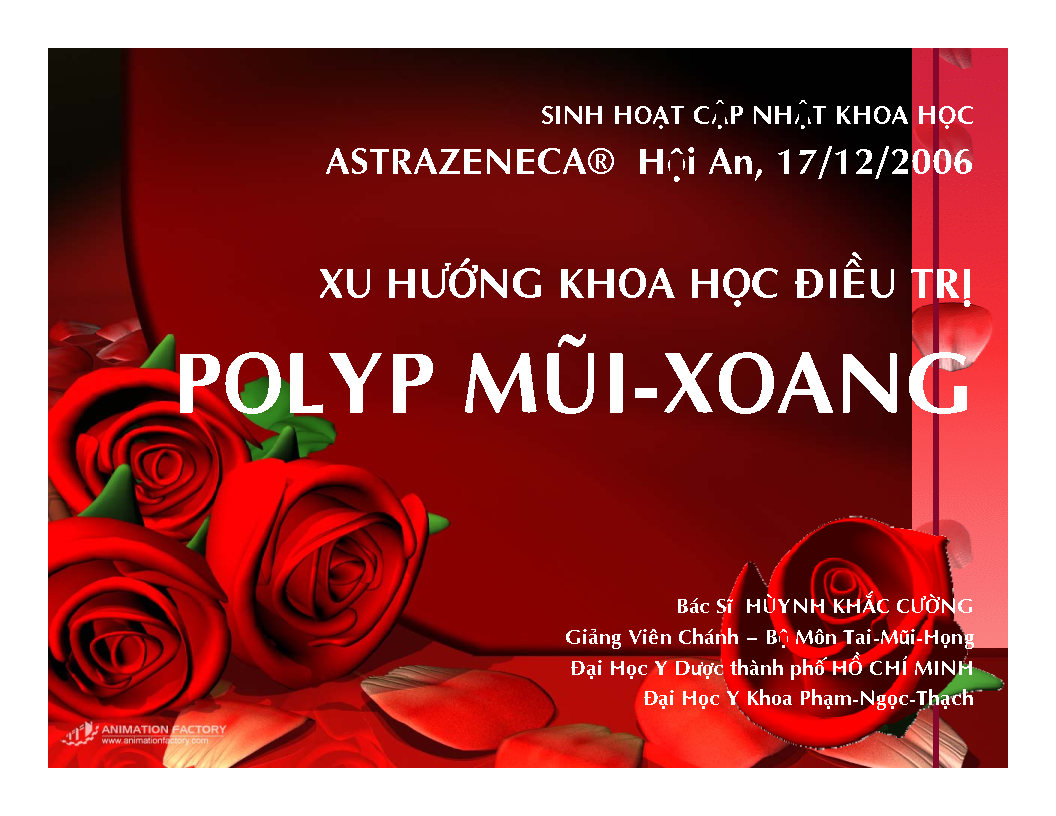 SINH HOẠT CẬP NHẬT KHOA HỌC
ASTRAZENECA® Hội An, 17/12/2006
XU HƯỚNG KHOA HỌC ĐIỀU TRỊ
POLYP MŨI-XOANG
Bác Sĩ HÙYNH KHẮC CƯỜNG
Giảng Viên Chánh – Bộ Môn Tai-Mũi-Họng
Đại Học Y Dược thành phố HỒ CHÍ MINH
Đại Học Y Khoa Phạm-Ngọc-Thạch
ANIMATION FACTORY
www.animationfactory.com